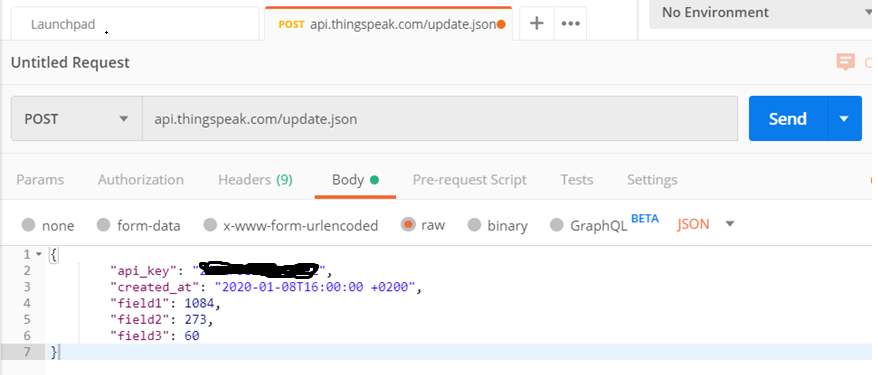 Launchpad
POST api.thingspeak.com/update.json
No Environment
Untitled Request
POST api.thingspeak.com/update.json Send
Params Authorization Headers (9) Body Pre-request Script Tests Settings
none form-data x-www-form-urlencoded raw binary GraphQL BETA JSON
1 {
2 "api_key": "",
3 "created_at": "2020-01-08T16:00:00 +0200",
4 "field1": 1084,
5 "field2": 273,
6 "field3": 60
7 }